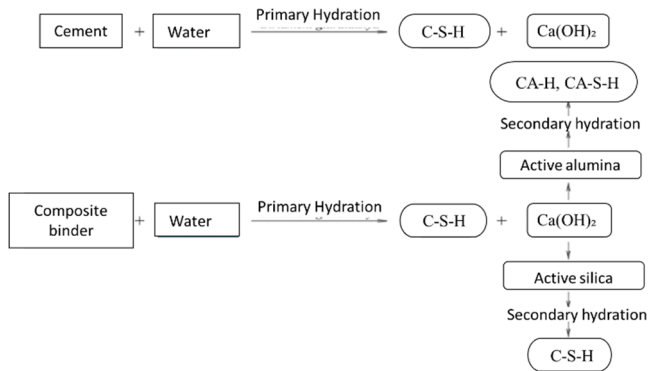 Primary Hydration
Cement + Water C-S-H + Ca(OH)₂
CA-H, CA-S-H
Secondary hydration
Active alumina
Composite
binder
+ Water Primary Hydration C-S-H + Ca(OH)₂
Active silica
Secondary hydration
C-S-H